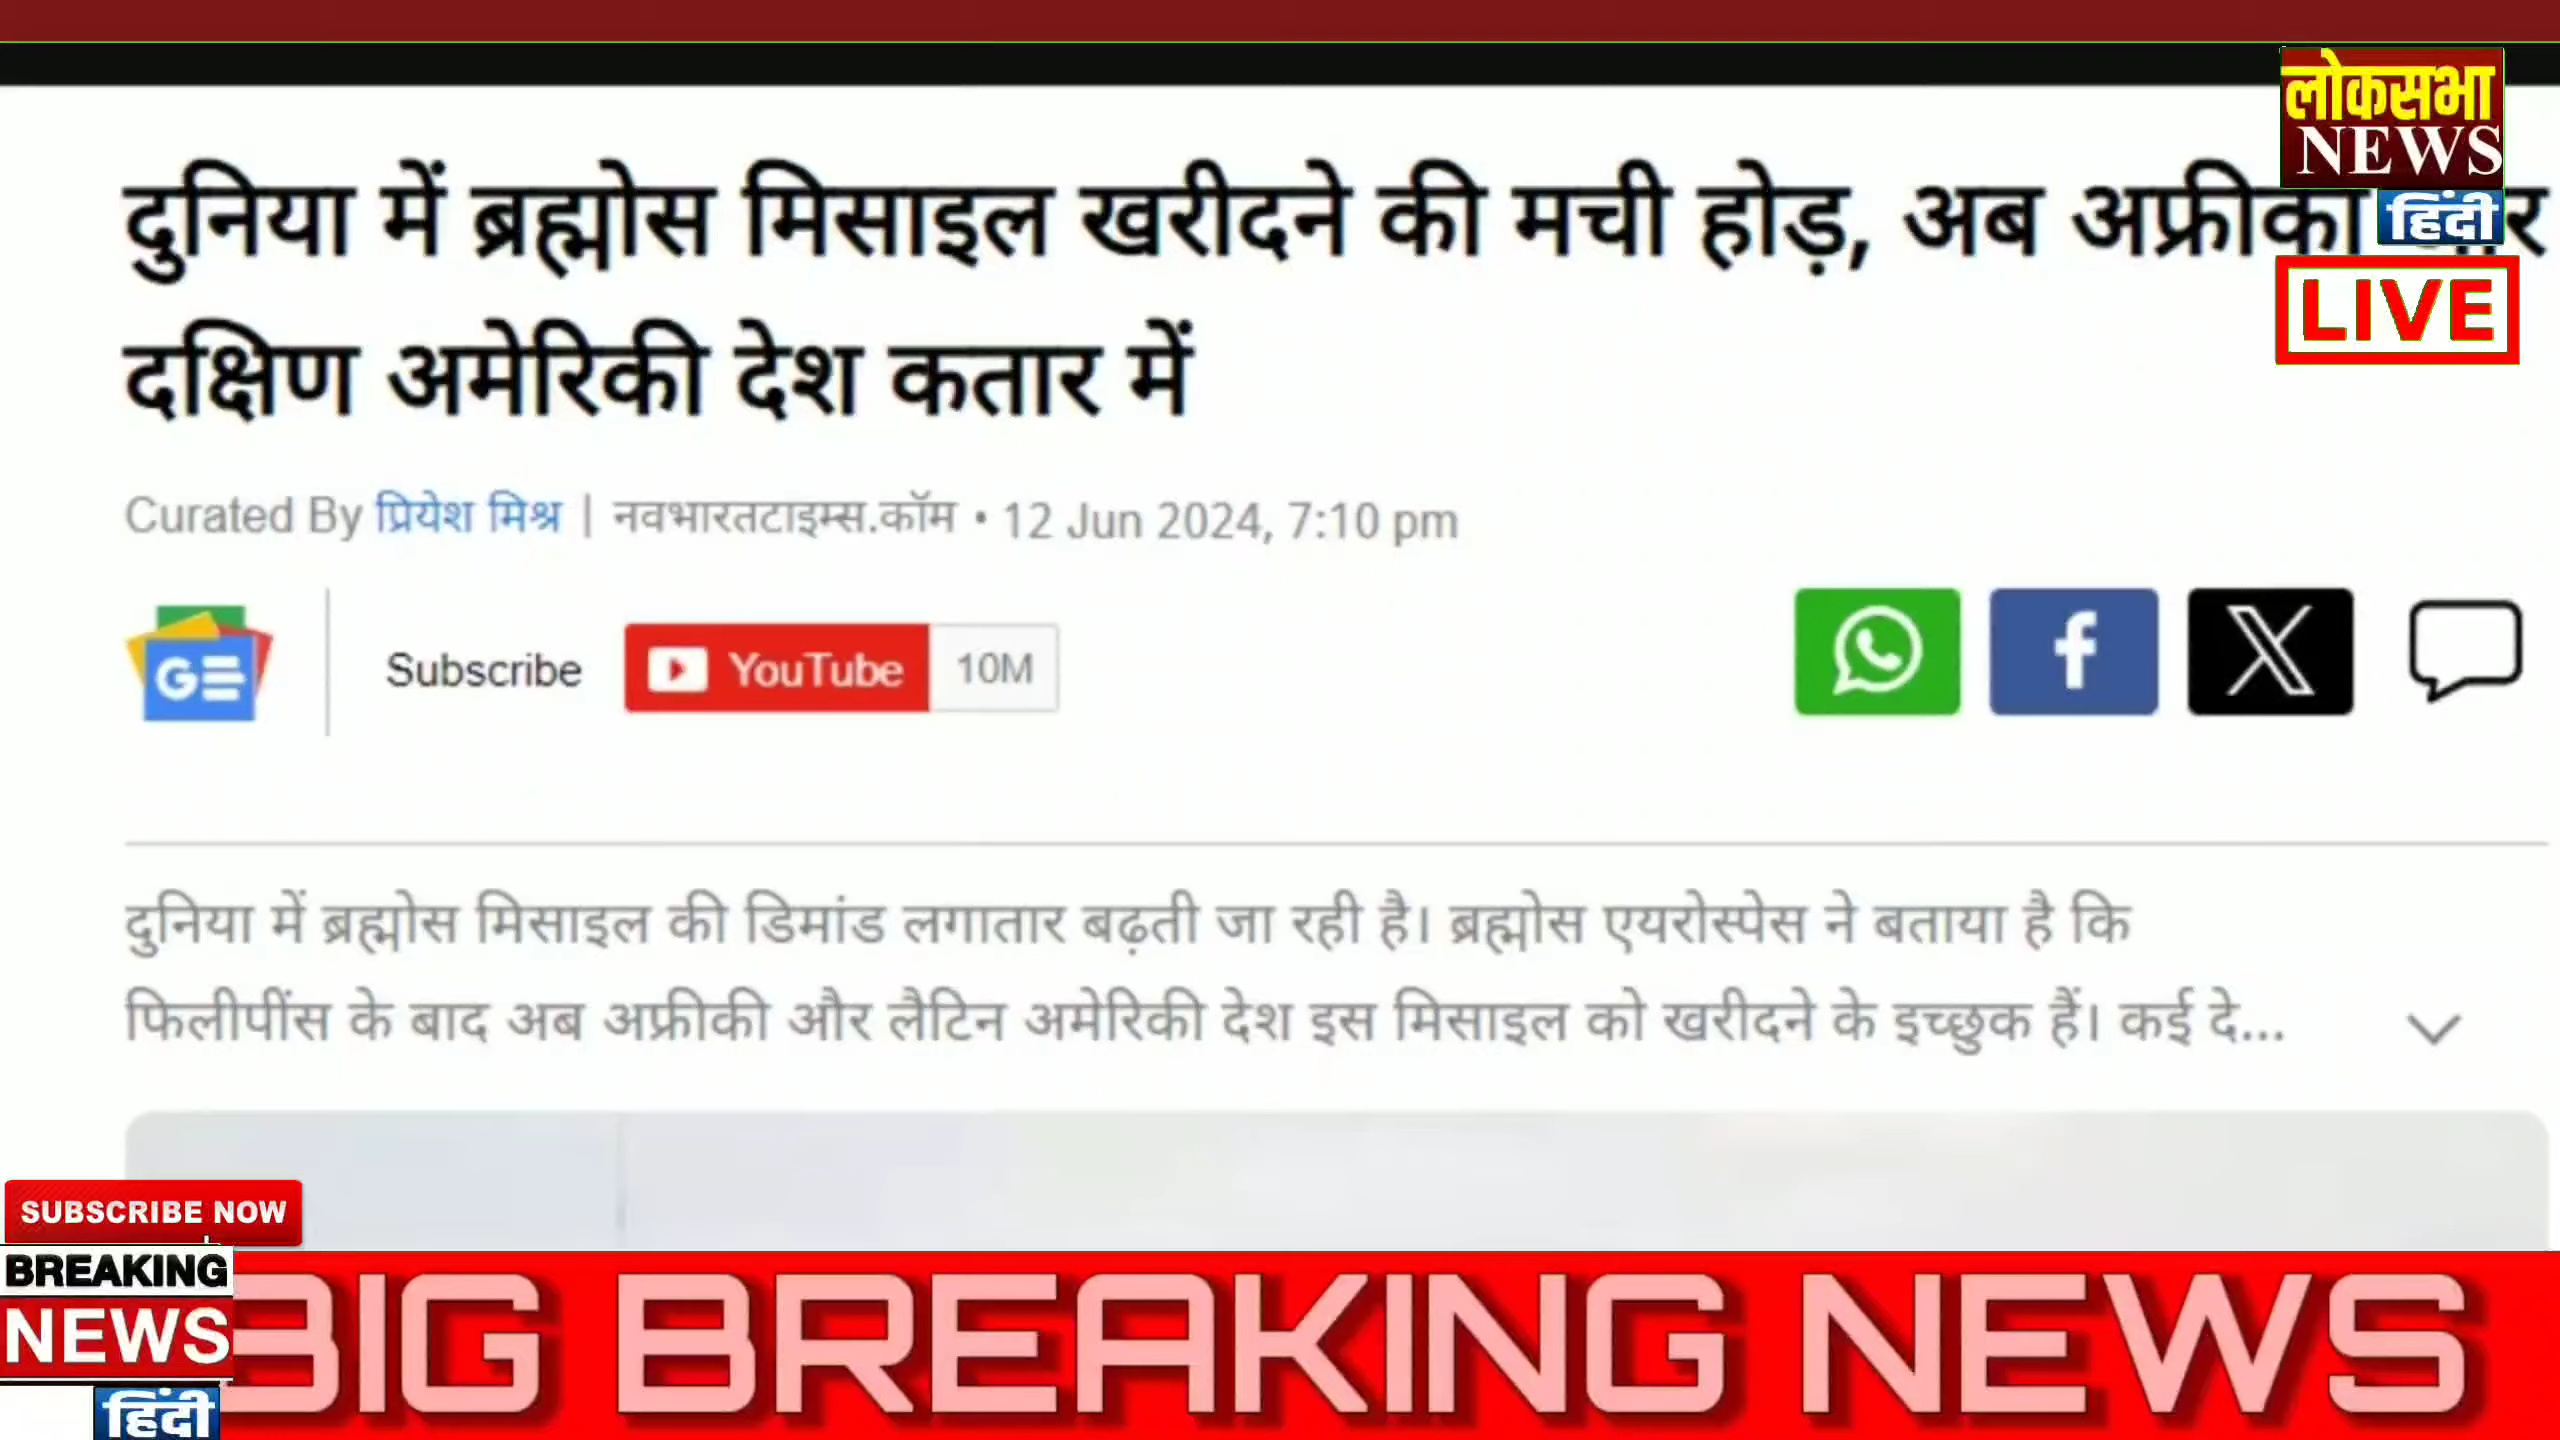 लोकसभा
NEWS
हिंदी
LIVE
दुनिया में ब्रह्मोस मिसाइल खरीदने की मची होड़, अब अफ्रीका
दक्षिण अमेरिकी देश कतार में
Curated By प्रियेश मिश्र | नवभारतटाइम्स.कॉम • 12 Jun 2024, 7:10 pm
GE Subscribe YouTube 10M f X
दुनिया में ब्रह्मोस मिसाइल की डिमांड लगातार बढ़ती जा रही है। ब्रह्मोस एयरोस्पेस ने बताया है कि
फिलीपींस के बाद अब अफ्रीकी और लैटिन अमेरिकी देश इस मिसाइल को खरीदने के इच्छुक हैं। कई दे...
SUBSCRIBE NOW
BREAKING
NEWS
हिंदी
BIG BREAKING NEWS